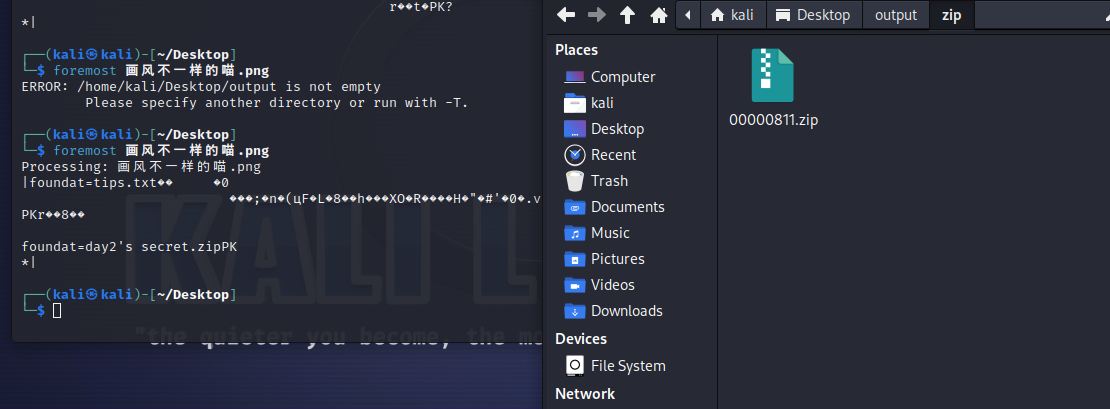 r��t�PK?
*|
┌──(kali㉿kali)-[~/Desktop]
└─$ foremost 画风不一样的喵.png
ERROR: /home/kali/Desktop/output is not empty
Please specify another directory or run with -T.
┌──(kali㉿kali)-[~/Desktop]
└─$ foremost 画风不一样的喵.png
Processing: 画风不一样的喵.png
|foundat=tips.txt�� �0
���;�n�(цF�L�8��h���XO�R����H�"�#'�0�.v
PKr��8��
foundat=day2's secret.zipPK
*|
┌──(kali㉿kali)-[~/Desktop]
└─$
KALI L
"the quieter you become, the mo
kali
Desktop
output
zip
Places
Computer
kali
Desktop
Recent
Trash
Documents
Music
Pictures
Videos
Downloads
Devices
File System
Network
00000811.zip